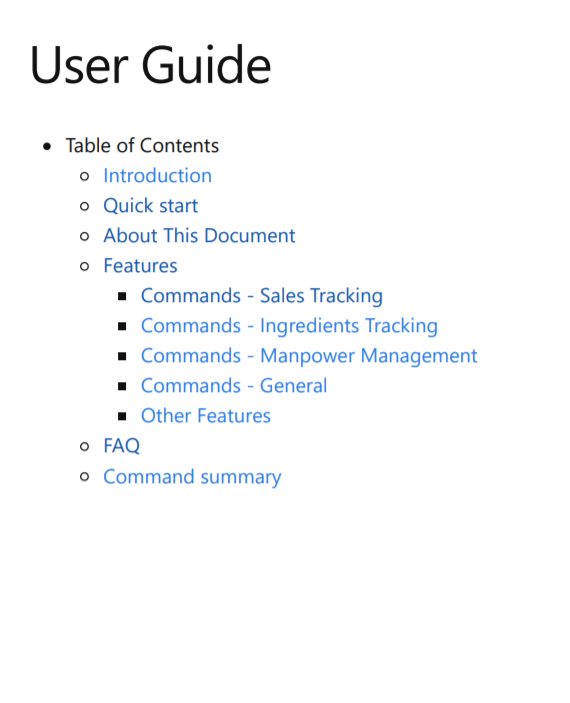 User Guide
Table of Contents
Introduction
Quick start
About This Document
Features
Commands - Sales Tracking
Commands - Ingredients Tracking
Commands - Manpower Management
Commands - General
Other Features
FAQ
Command summary